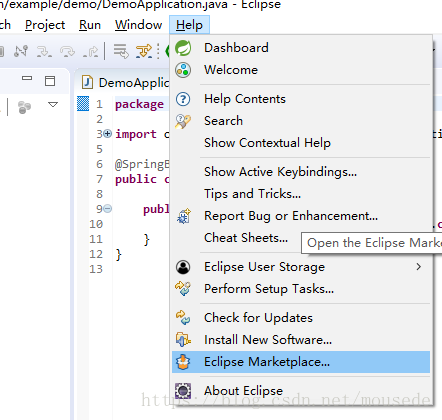 m/example/demo/DemoApplication.java - Eclipse
ch Project Run Window Help
DemoApplic
1 package
2
3 import o
6
7 @SpringB
8 public c
9
10 publ
11
12 }
13 }
Dashboard
Welcome
Help Contents
Search
Show Contextual Help
Show Active Keybindings...
Tips and Tricks...
Report Bug or Enhancement...
Cheat Sheets...
Open the Eclipse Marke
Eclipse User Storage
Perform Setup Tasks...
Check for Updates
Install New Software...
Eclipse Marketplace...
About Eclipse
https://blog.csdn.net/mousede